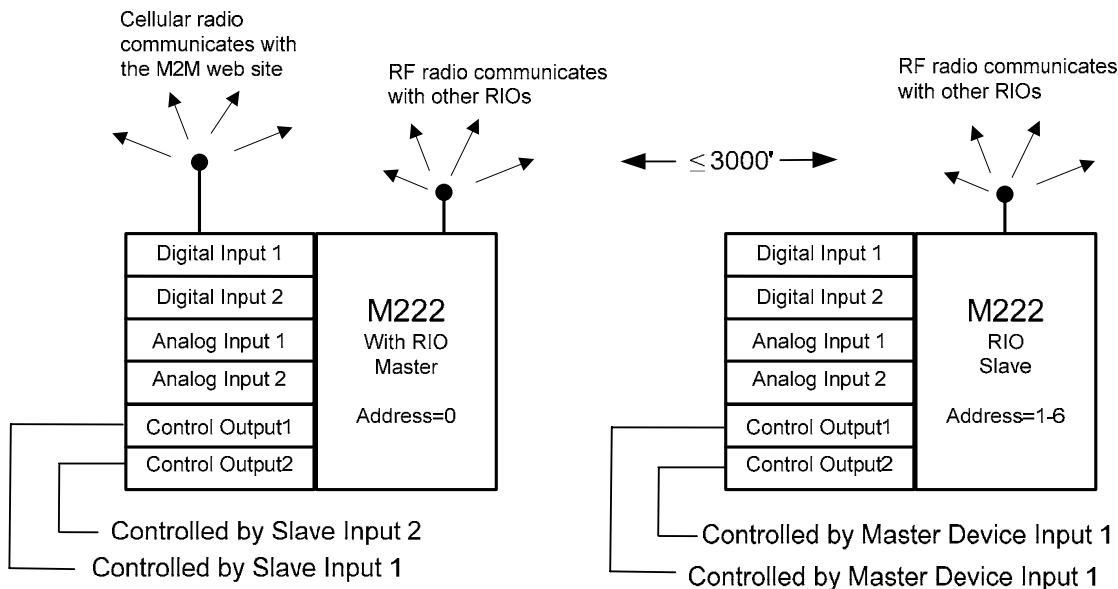 Cellular radio
communicates with
the M2M web site
RF radio communicates
with other RIOs
≤ 3000'
RF radio communicates
with other RIOs
Digital Input 1
Digital Input 2
Analog Input 1
Analog Input 2
Control Output1
Control Output2
M222
With RIO
Master
Address=0
Controlled by Slave Input 2
Controlled by Slave Input 1
Digital Input 1
Digital Input 2
Analog Input 1
Analog Input 2
Control Output1
Control Output2
M222
RIO
Slave
Address=1-6
Controlled by Master Device Input 1
Controlled by Master Device Input 1